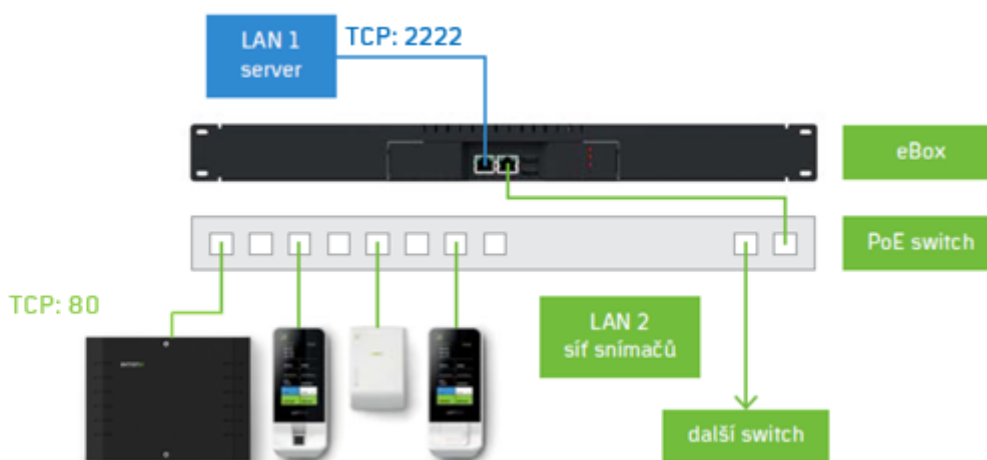 LAN 1
server
TCP: 2222
eBox
PoE switch
TCP: 80
LAN 2
síť snímačů
další switch